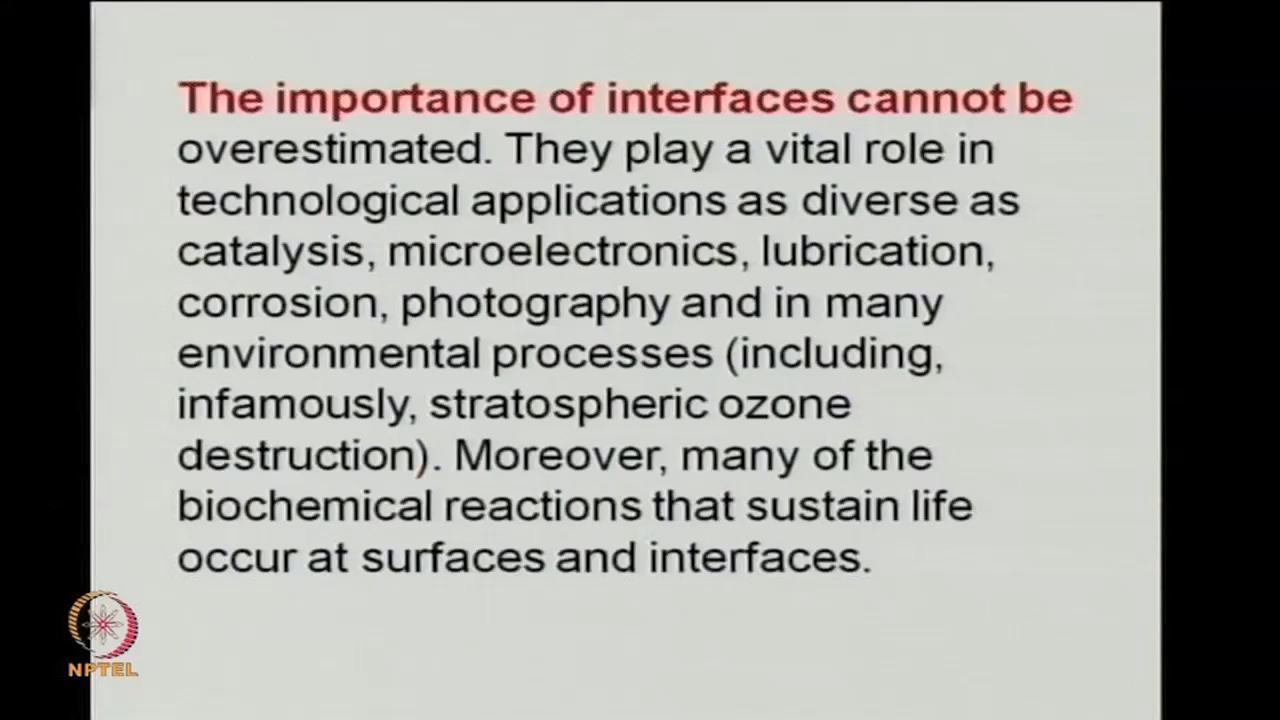 The importance of interfaces cannot be
overestimated. They play a vital role in
technological applications as diverse as
catalysis, microelectronics, lubrication,
corrosion, photography and in many
environmental processes (including,
infamously, stratospheric ozone
destruction). Moreover, many of the
biochemical reactions that sustain life
occur at surfaces and interfaces.
NPTEL